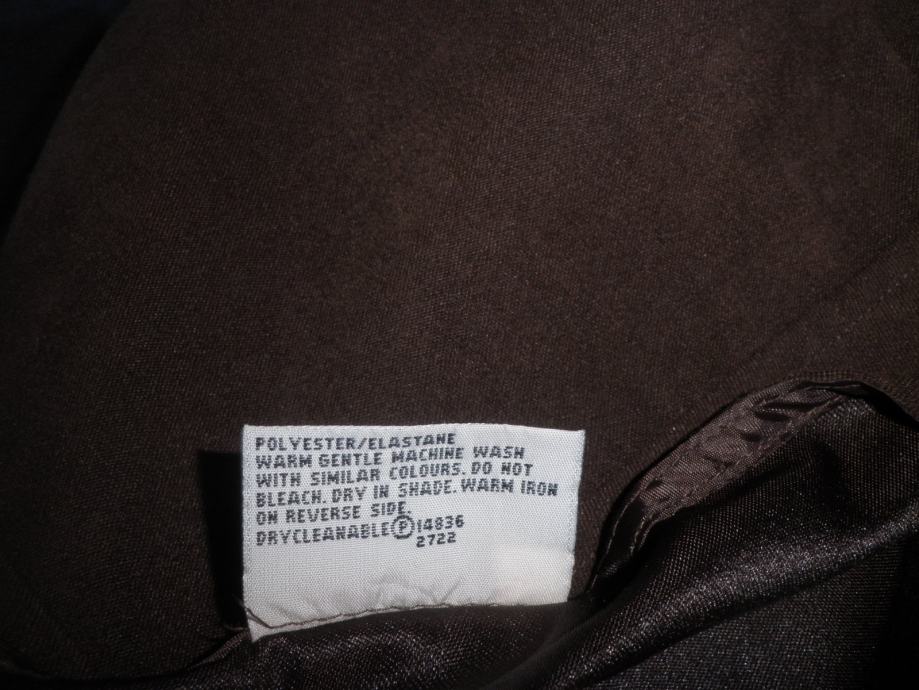 POLYESTER/ELASTANE
WARM GENTLE MACHINE WASH
WITH SIMILAR COLOURS. DO NOT
BLEACH. DRY IN SHADE. WARM IRON
ON REVERSE SIDE.
DRYCLEANABLE Ⓟ 14836
2722